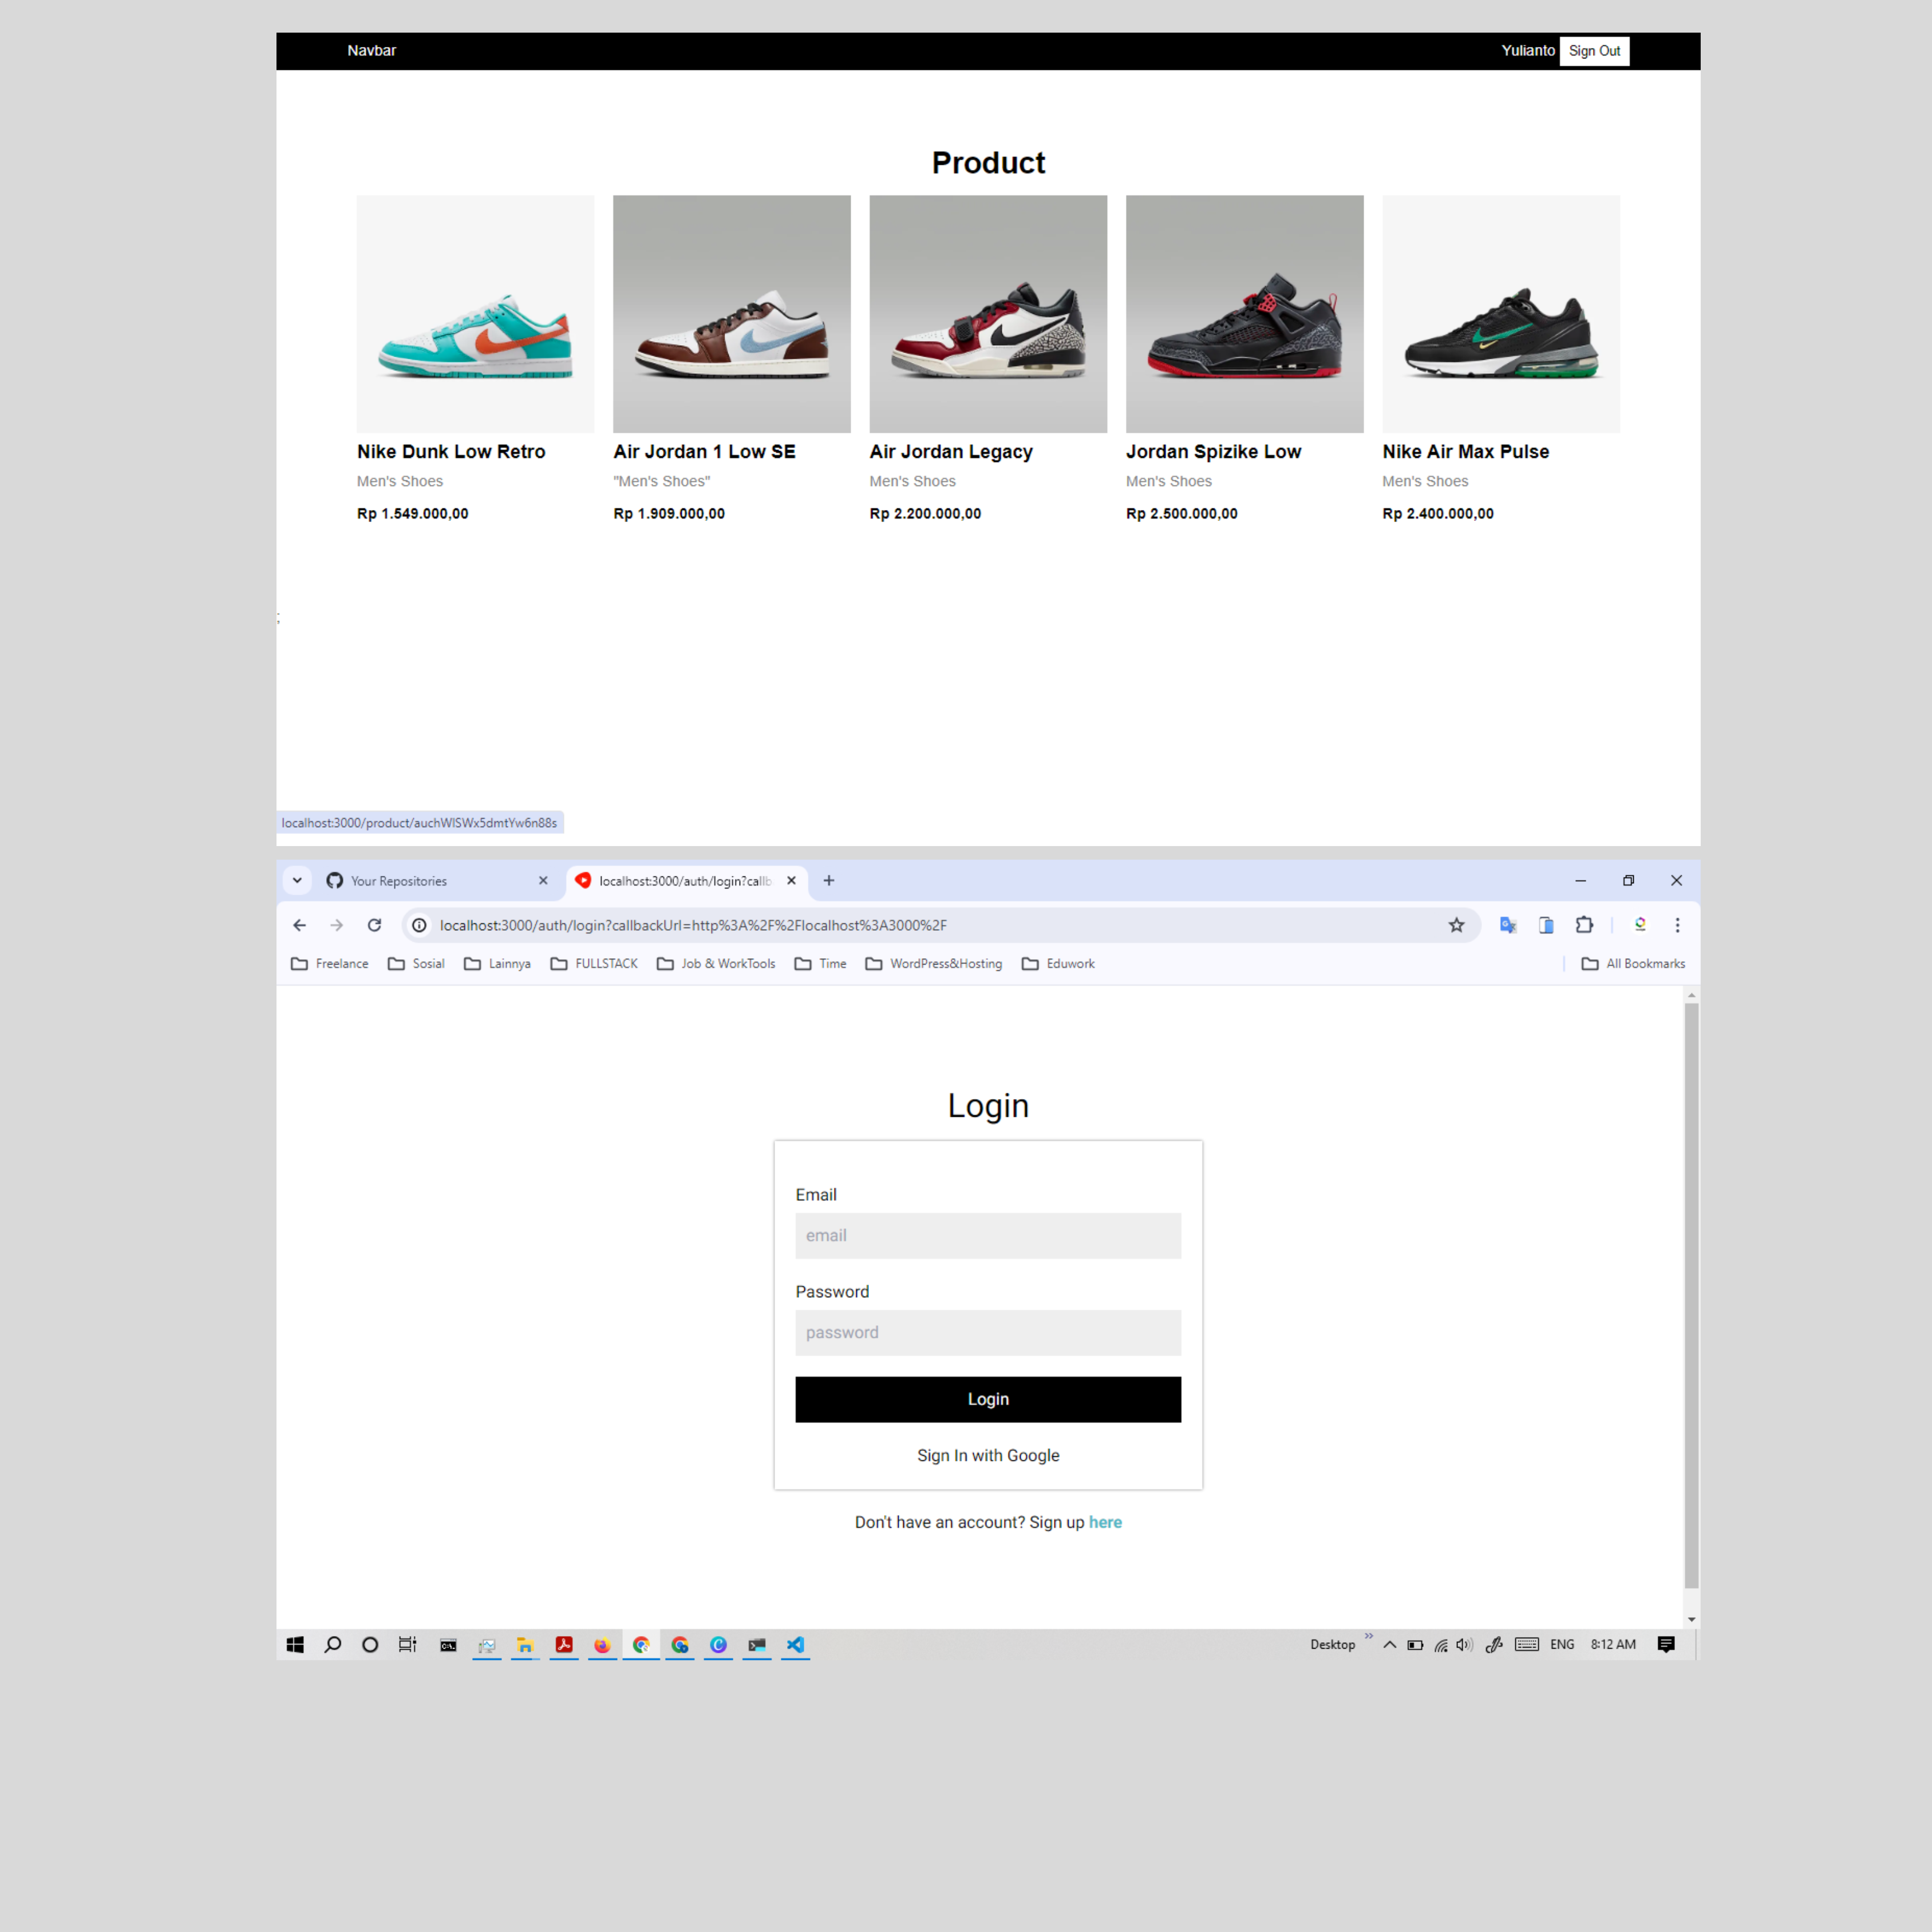 Navbar
Yulianto Sign Out
Product
Nike Dunk Low Retro
Men's Shoes
Rp 1.549.000,00
Air Jordan 1 Low SE
"Men's Shoes"
Rp 1.909.000,00
Air Jordan Legacy
Men's Shoes
Rp 2.200.000,00
Jordan Spizike Low
Men's Shoes
Rp 2.500.000,00
Nike Air Max Pulse
Men's Shoes
Rp 2.400.000,00
;
localhost:3000/product/auchWlSWx5dmtYw6n88s
Your Repositories
localhost:3000/auth/login?callb
localhost:3000/auth/login?callbackUrl=http%3A%2F%2Flocalhost%3A3000%2F
Freelance Sosial Lainnya FULLSTACK Job & WorkTools Time WordPress&Hosting Eduwork All Bookmarks
Login
Email
email
Password
password
Login
Sign In with Google
Don't have an account? Sign up here
Desktop ENG 8:12 AM